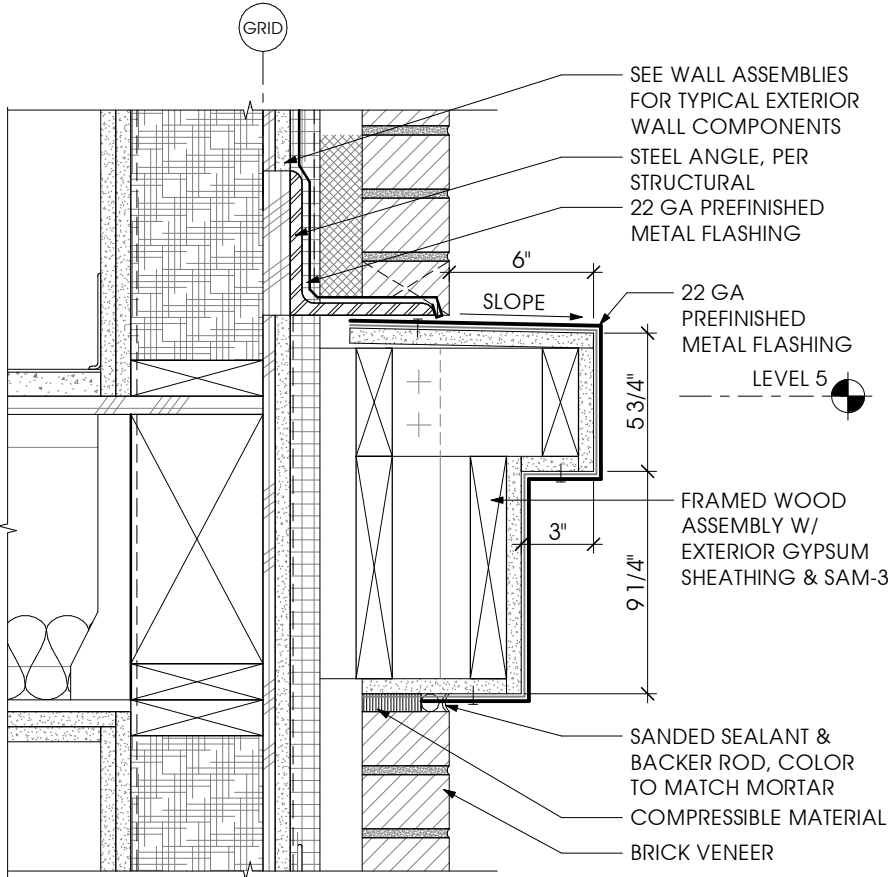 GRID
SEE WALL ASSEMBLIES
FOR TYPICAL EXTERIOR
WALL COMPONENTS
STEEL ANGLE, PER
STRUCTURAL
22 GA PREFINISHED
METAL FLASHING
6"
SLOPE
22 GA
PREFINISHED
METAL FLASHING
LEVEL 5
5 3/4"
FRAMED WOOD
ASSEMBLY W/
EXTERIOR GYPSUM
SHEATHING & SAM-3
3"
9 1/4"
SANDED SEALANT &
BACKER ROD, COLOR
TO MATCH MORTAR
COMPRESSIBLE MATERIAL
BRICK VENEER